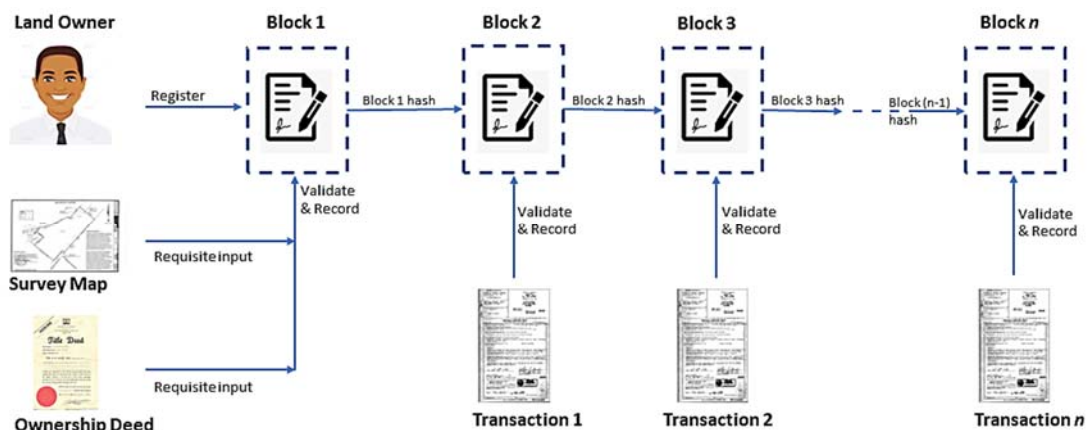 Land Owner
Block 1
Block 2
Block 3
Block n
Register
Block 1 hash
Block 2 hash
Block 3 hash
Block (n-1)
hash
Validate
& Record
Validate
& Record
Validate
& Record
Validate
& Record
Requisite input
Survey Map
Title Deed
Requisite input
Ownership Deed
Transaction 1
Transaction 2
Transaction n